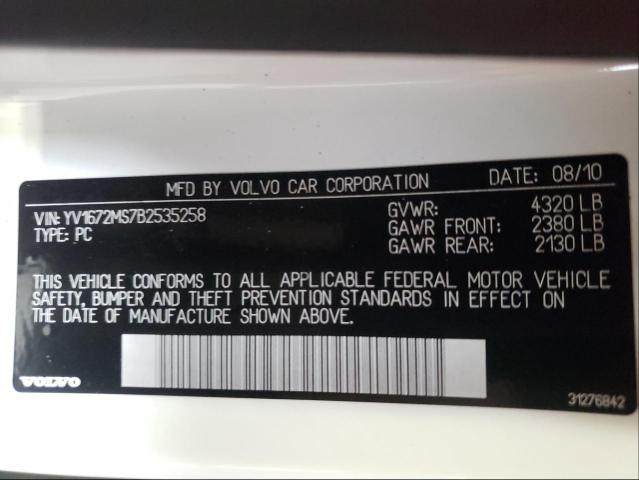 MFD BY VOLVO CAR CORPORATION DATE: 08/10
VIN: YV1672MS7B2535258 GVWR: 4320 LB
TYPE: PC GAWR FRONT: 2380 LB
GAWR REAR: 2130 LB
THIS VEHICLE CONFORMS TO ALL APPLICABLE FEDERAL MOTOR VEHICLE
SAFETY, BUMPER AND THEFT PREVENTION STANDARDS IN EFFECT ON
THE DATE OF MANUFACTURE SHOWN ABOVE.
VOLVO 31276842